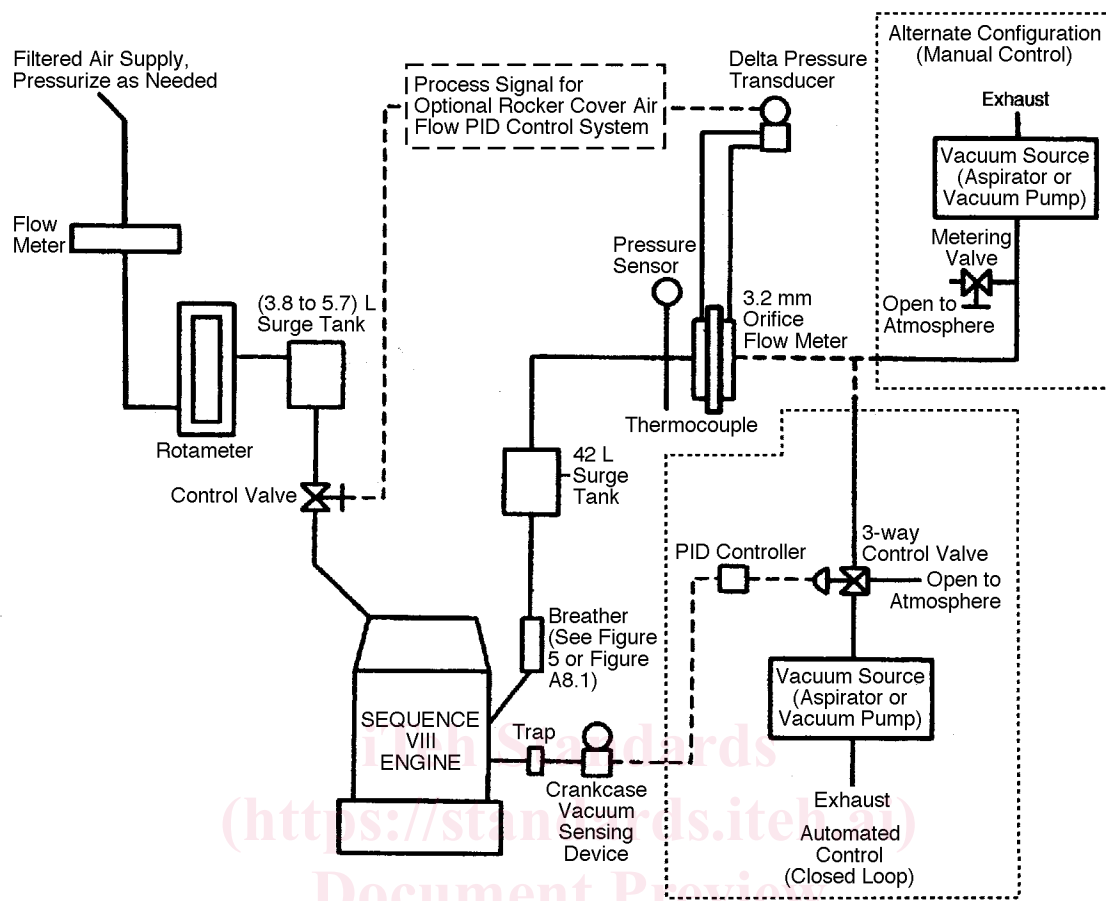 Filtered Air Supply,
Pressurize as Needed
Process Signal for
Optional Rocker Cover Air
Flow PID Control System
Delta Pressure
Transducer
Alternate Configuration
(Manual Control)
Exhaust
Vacuum Source
(Aspirator or
Vacuum Pump)
Metering
Valve
Open to
Atmosphere
Flow
Meter
Pressure
Sensor
(3.8 to 5.7) L
Surge Tank
3.2 mm
Orifice
Flow Meter
Thermocouple
Rotameter
42 L
Surge
Tank
Control Valve
PID Controller
3-way
Control Valve
Open to
Atmosphere
Breather
(See Figure
5 or Figure
A8.1)
Vacuum Source
(Aspirator or
Vacuum Pump)
SEQUENCE
VIII
ENGINE
Trap
Crankcase
Vacuum
Sensing
Device
Exhaust
Automated
Control
(Closed Loop)
iTeh Standards
(https://standards.iteh.ai)
Document Preview